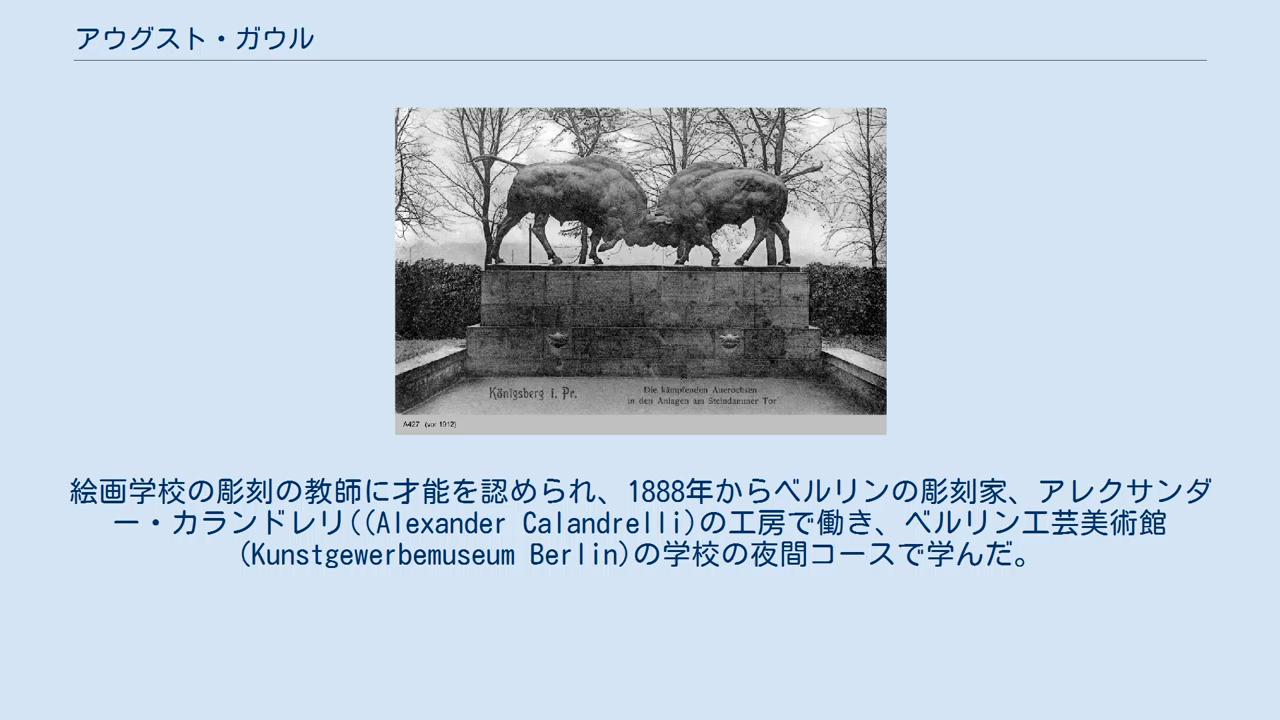 アウグスト・ガウル
Königsberg i. Pr.
Die kämpfenden Auerochsen
in den Anlagen am Steindammer Tor
A427 (vor 1912)
絵画学校の彫刻の教師に才能を認められ、1888年からベルリンの彫刻家、アレクサンダ
ー・カランドレリ((Alexander Calandrelli)の工房で働き、ベルリン工芸美術館
(Kunstgewerbemuseum Berlin)の学校の夜間コースで学んだ。